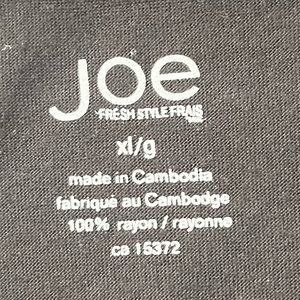 Joe
FRESH STYLE FRAIS
xl/g
made in Cambodia
fabriqué au Cambodge
100% rayon / rayonne
ca 15372